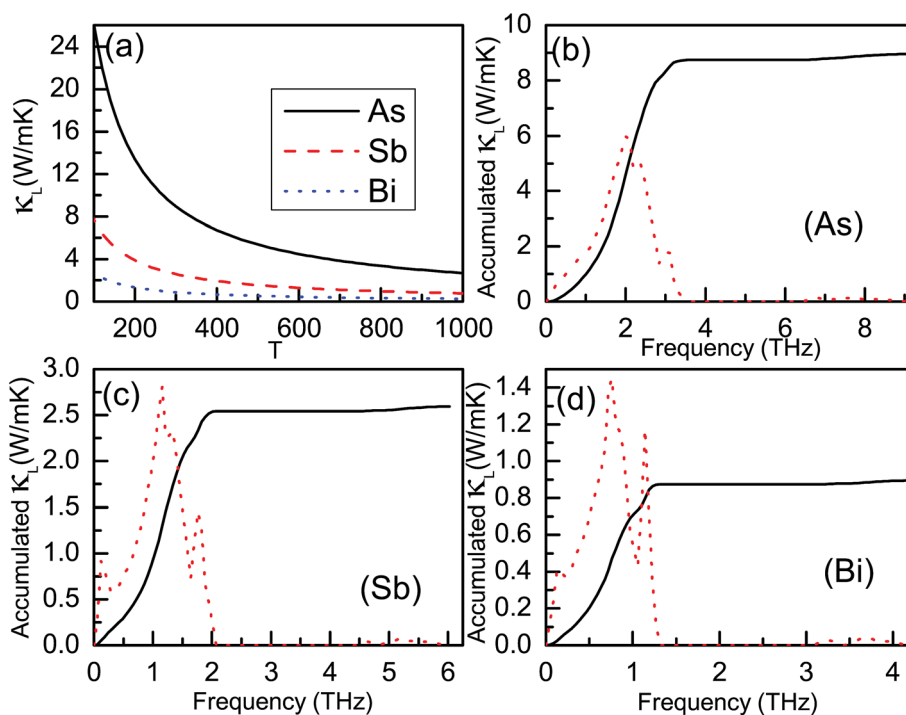 (a)
κL(W/mK)
24
20
16
12
8
4
0
As
Sb
Bi
200 400 600 800 1000
T
(b)
Accumulated κL(W/mK)
10
8
6
4
2
0
(As)
0 2 4 6 8
Frequency (THz)
(c)
Accumulated κL(W/mK)
3.0
2.5
2.0
1.5
1.0
0.5
0.0
(Sb)
0 1 2 3 4 5 6
Frequency (THz)
(d)
Accumulated κL(W/mK)
1.4
1.2
1.0
0.8
0.6
0.4
0.2
0.0
(Bi)
0 1 2 3 4
Frequency (THz)